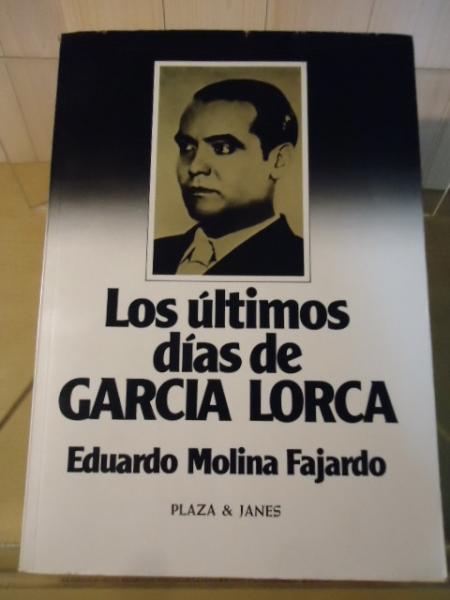 Los últimos
días de
GARCIA LORCA
Eduardo Molina Fajardo
PLAZA & JANES